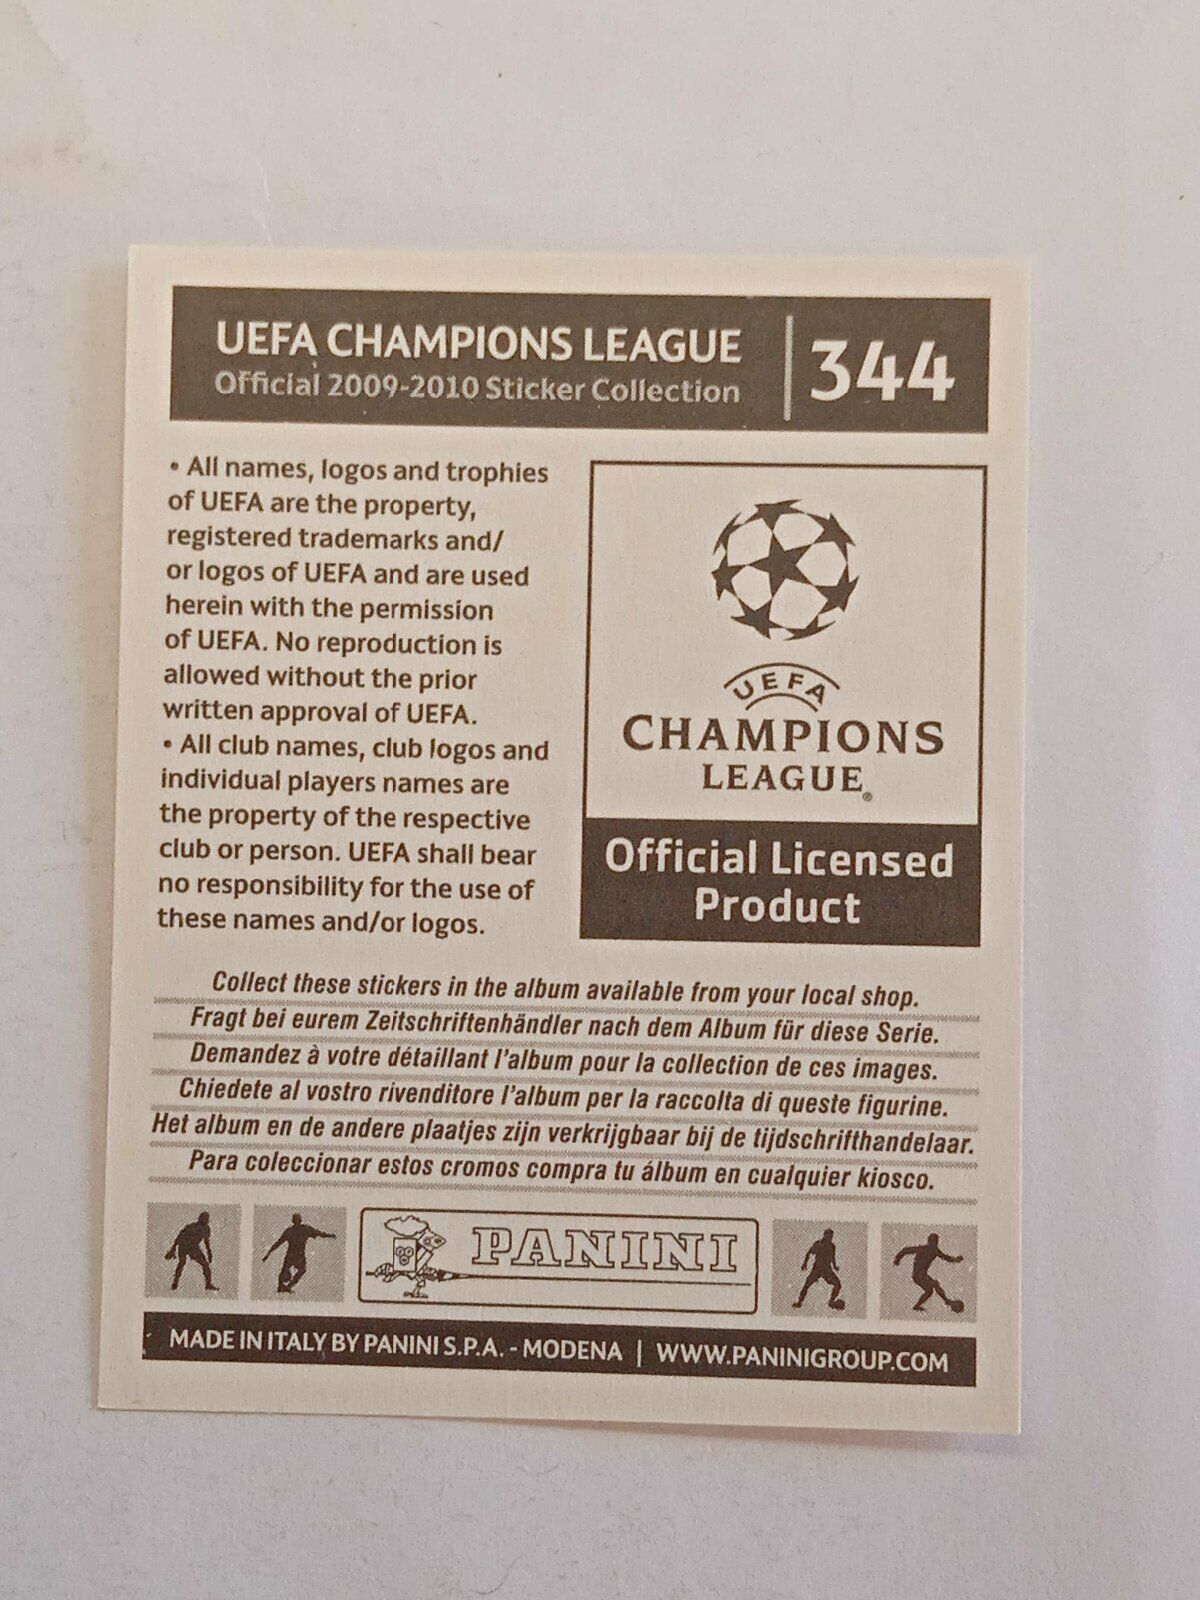 UEFA CHAMPIONS LEAGUE
Official 2009-2010 Sticker Collection
344
• All names, logos and trophies
of UEFA are the property,
registered trademarks and/
or logos of UEFA and are used
herein with the permission
of UEFA. No reproduction is
allowed without the prior
written approval of UEFA.
• All club names, club logos and
individual players names are
the property of the respective
club or person. UEFA shall bear
no responsibility for the use of
these names and/or logos.
UEFA
CHAMPIONS
LEAGUE®
Official Licensed
Product
Collect these stickers in the album available from your local shop.
Fragt bei eurem Zeitschriftenhändler nach dem Album für diese Serie.
Demandez à votre détaillant l'album pour la collection de ces images.
Chiedete al vostro rivenditore l'album per la raccolta di queste figurine.
Het album en de andere plaatjes zijn verkrijgbaar bij de tijdschrifthandelaar.
Para coleccionar estos cromos compra tu álbum en cualquier kiosco.
PANINI
MADE IN ITALY BY PANINI S.P.A. - MODENA | WWW.PANINIGROUP.COM